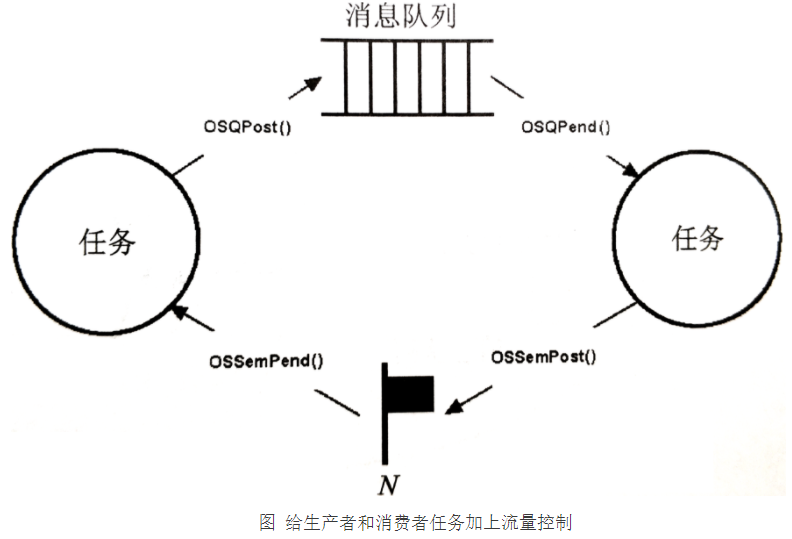 消息队列
OSQPost()
OSQPend()
任务
任务
OSSemPend()
OSSemPost()
N
图 给生产者和消费者任务加上流量控制